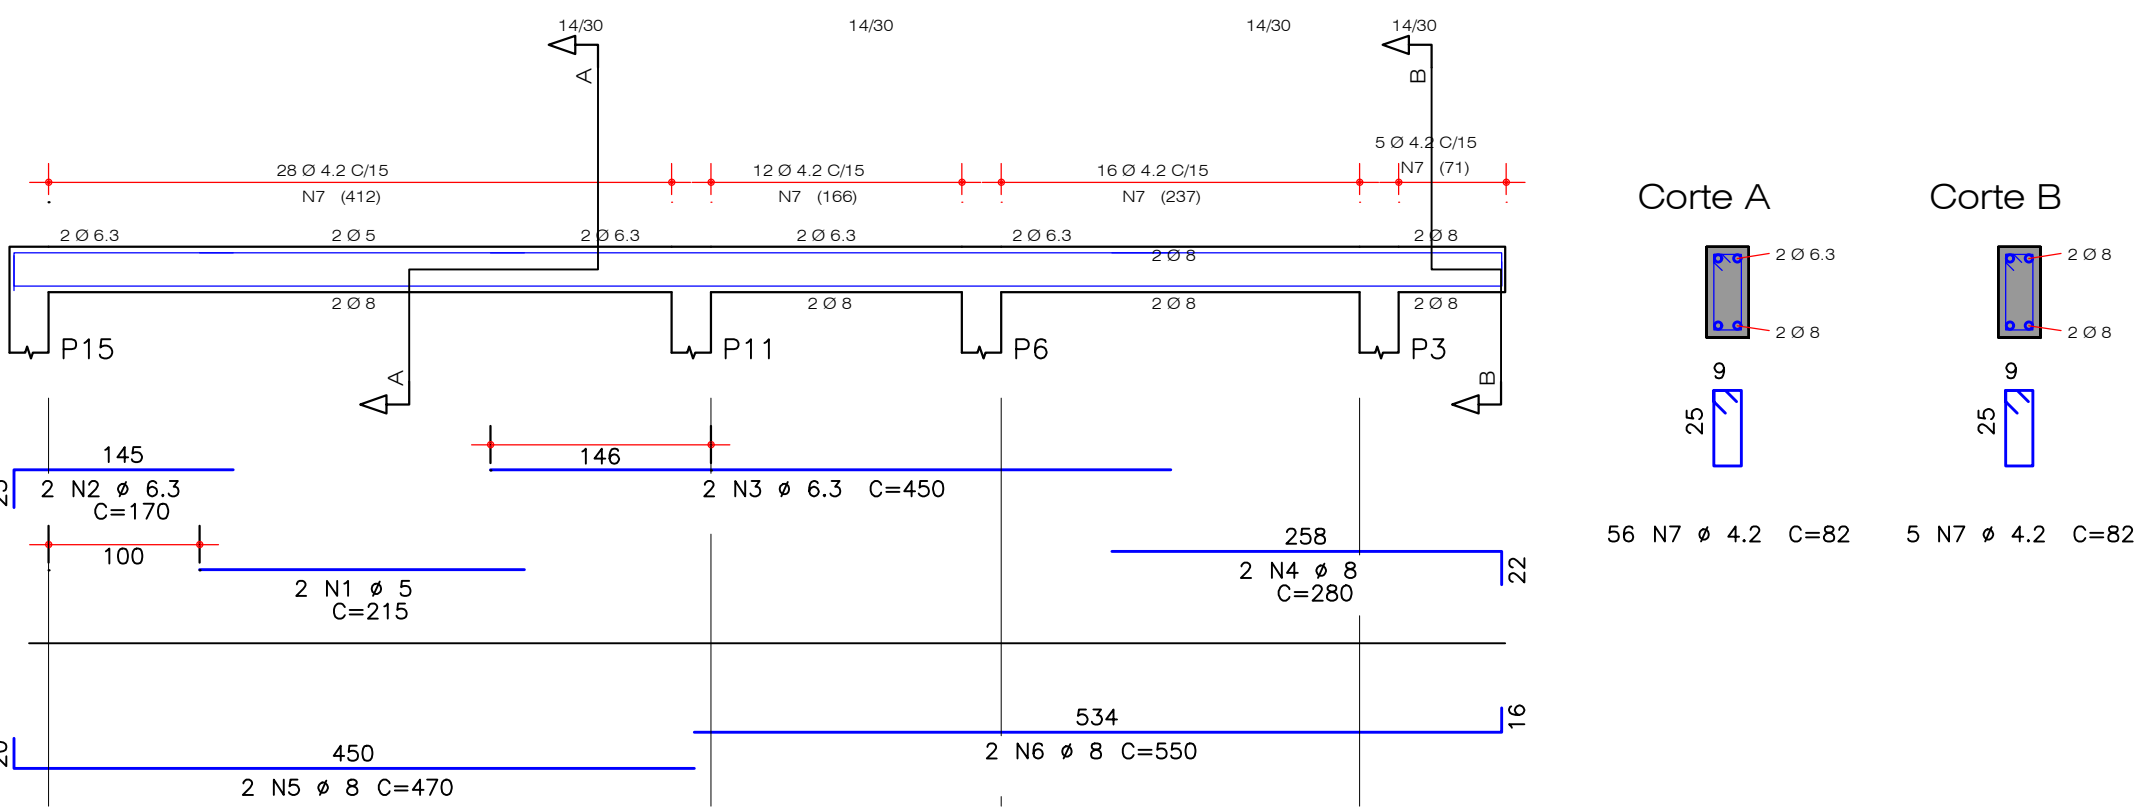 14/30
14/30
14/30
14/30
A
B
5 Ø 4.2 C/15
N7 (71)
28 Ø 4.2 C/15
N7 (412)
12 Ø 4.2 C/15
N7 (166)
16 Ø 4.2 C/15
N7 (237)
Corte A
Corte B
2 Ø 6.3
2 Ø 5
2 Ø 6.3
2 Ø 6.3
2 Ø 6.3
2 Ø 8
2 Ø 8
2 Ø 6.3
2 Ø 8
2 Ø 8
2 Ø 8
2 Ø 8
2 Ø 8
2 Ø 8
2 Ø 8
P15
P11
P6
P3
A
B
9
25
9
25
145
2 N2 ø 6.3
C=170
146
2 N3 ø 6.3 C=450
100
2 N1 ø 5
C=215
258
22
2 N4 ø 8
C=280
56 N7 ø 4.2 C=82
5 N7 ø 4.2 C=82
534
16
2 N6 ø 8 C=550
450
2 N5 ø 8 C=470